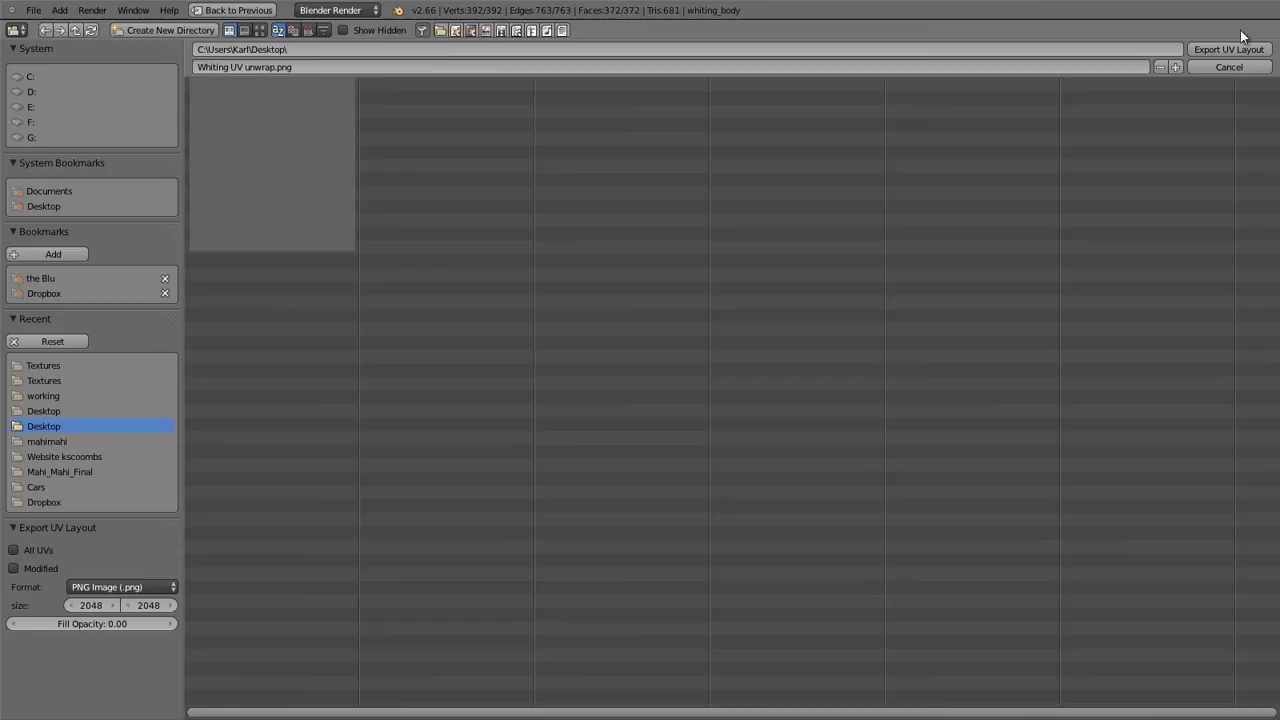 File Add Render Window Help Back to Previous Blender Render v2.66 | Verts:392/392 | Edges:763/763 | Faces:372/372 | Tris:681 | whiting_body
Create New Directory Show Hidden
System
C:\Users\Karl\Desktop\ Export UV Layout
Whiting UV unwrap.png Cancel
C:
D:
E:
F:
G:
System Bookmarks
Documents
Desktop
Bookmarks
Add
the Blu
Dropbox
Recent
Reset
Textures
Textures
working
Desktop
Desktop
mahimahi
Website kscoombs
Mahi_Mahi_Final
Cars
Dropbox
Export UV Layout
All UVs
Modified
Format: PNG Image (.png)
size: 2048 2048
Fill Opacity: 0.00